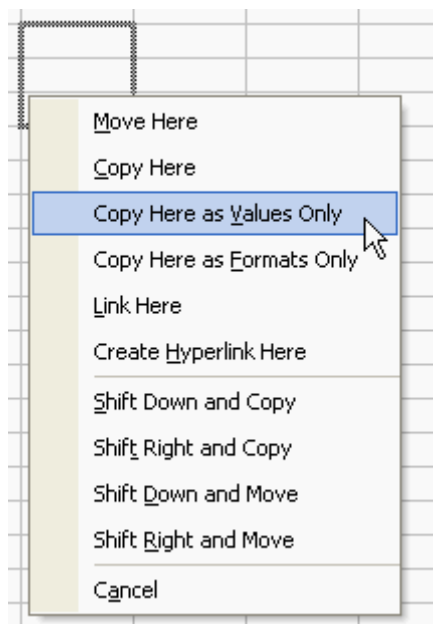 Move Here
Copy Here
Copy Here as Values Only
Copy Here as Formats Only
Link Here
Create Hyperlink Here
Shift Down and Copy
Shift Right and Copy
Shift Down and Move
Shift Right and Move
Cancel